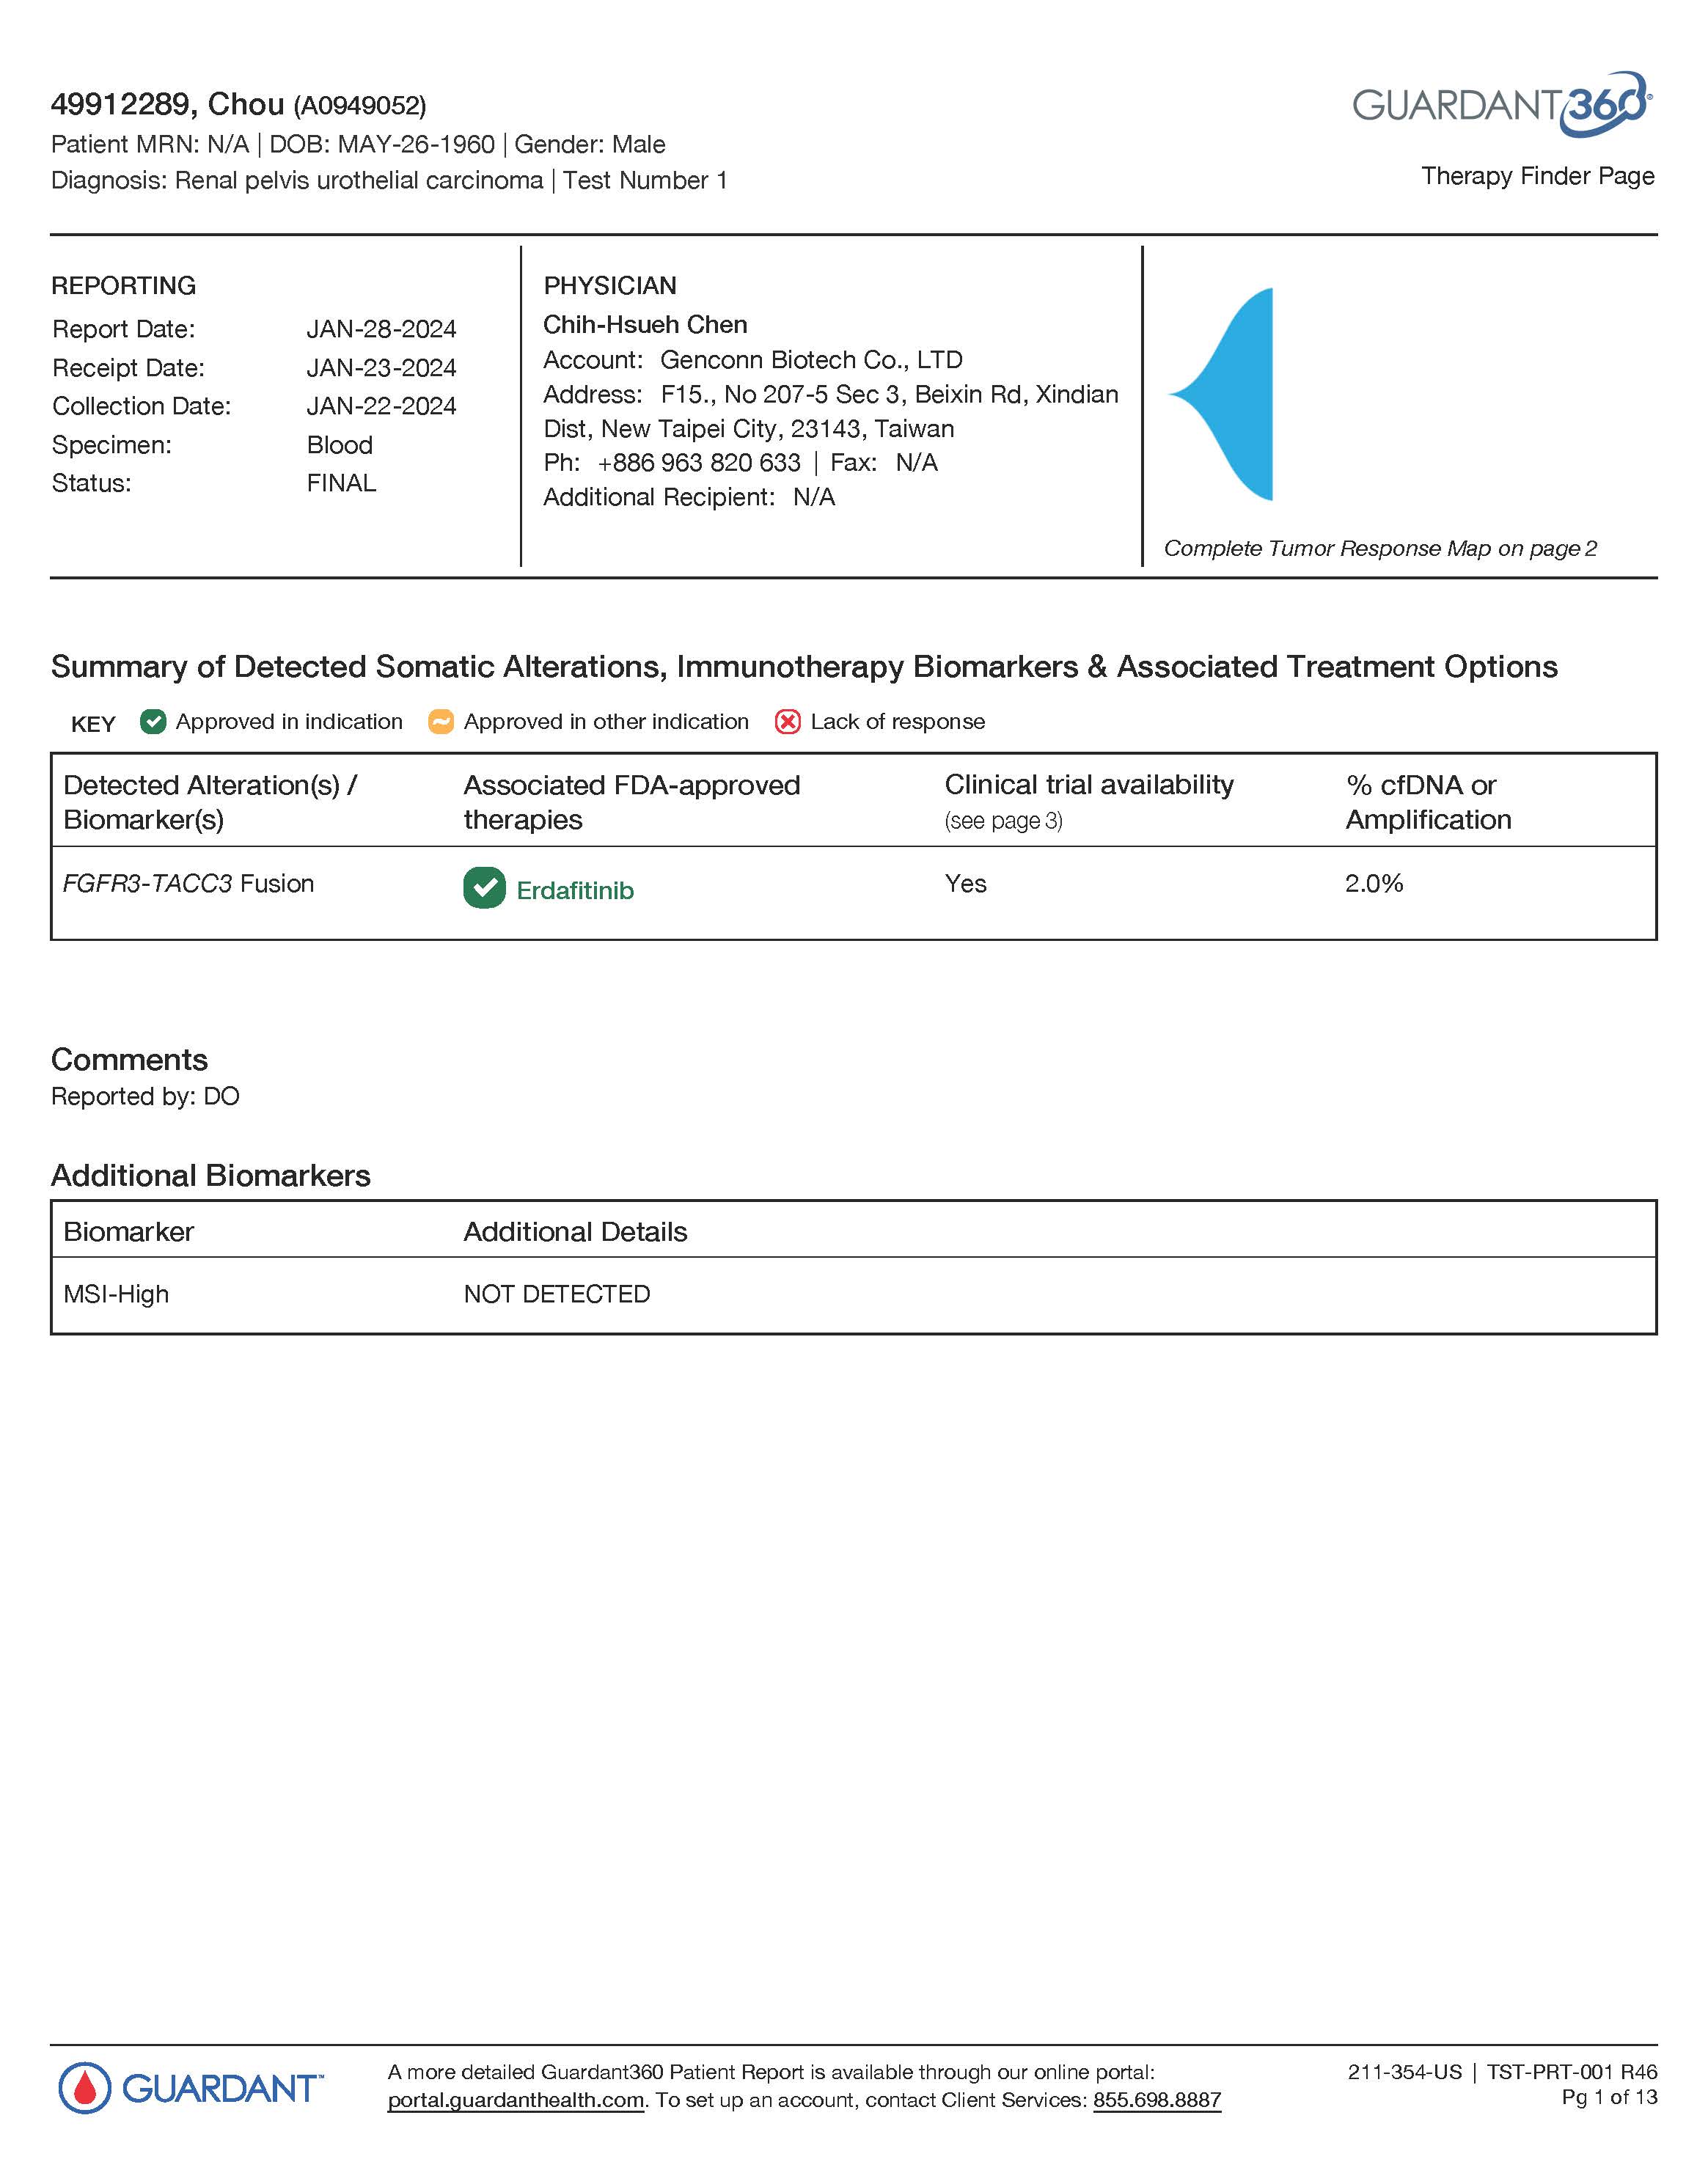 49912289, Chou (A0949052)
Patient MRN: N/A | DOB: MAY-26-1960 | Gender: Male
Diagnosis: Renal pelvis urothelial carcinoma | Test Number 1
GUARDANT360®
Therapy Finder Page
REPORTING
Report Date: JAN-28-2024
Receipt Date: JAN-23-2024
Collection Date: JAN-22-2024
Specimen: Blood
Status: FINAL
PHYSICIAN
Chih-Hsueh Chen
Account: Genconn Biotech Co., LTD
Address: F15., No 207-5 Sec 3, Beixin Rd, Xindian
Dist, New Taipei City, 23143, Taiwan
Ph: +886 963 820 633 | Fax: N/A
Additional Recipient: N/A
Complete Tumor Response Map on page 2
Summary of Detected Somatic Alterations, Immunotherapy Biomarkers & Associated Treatment Options
KEY Approved in indication Approved in other indication Lack of response
Detected Alteration(s) /
Biomarker(s)
Associated FDA-approved
therapies
Clinical trial availability
(see page 3)
% cfDNA or
Amplification
FGFR3-TACC3 Fusion Erdafitinib Yes 2.0%
Comments
Reported by: DO
Additional Biomarkers
Biomarker Additional Details
MSI-High NOT DETECTED
GUARDANT™
A more detailed Guardant360 Patient Report is available through our online portal:
portal.guardanthealth.com. To set up an account, contact Client Services: 855.698.8887
211-354-US | TST-PRT-001 R46
Pg 1 of 13